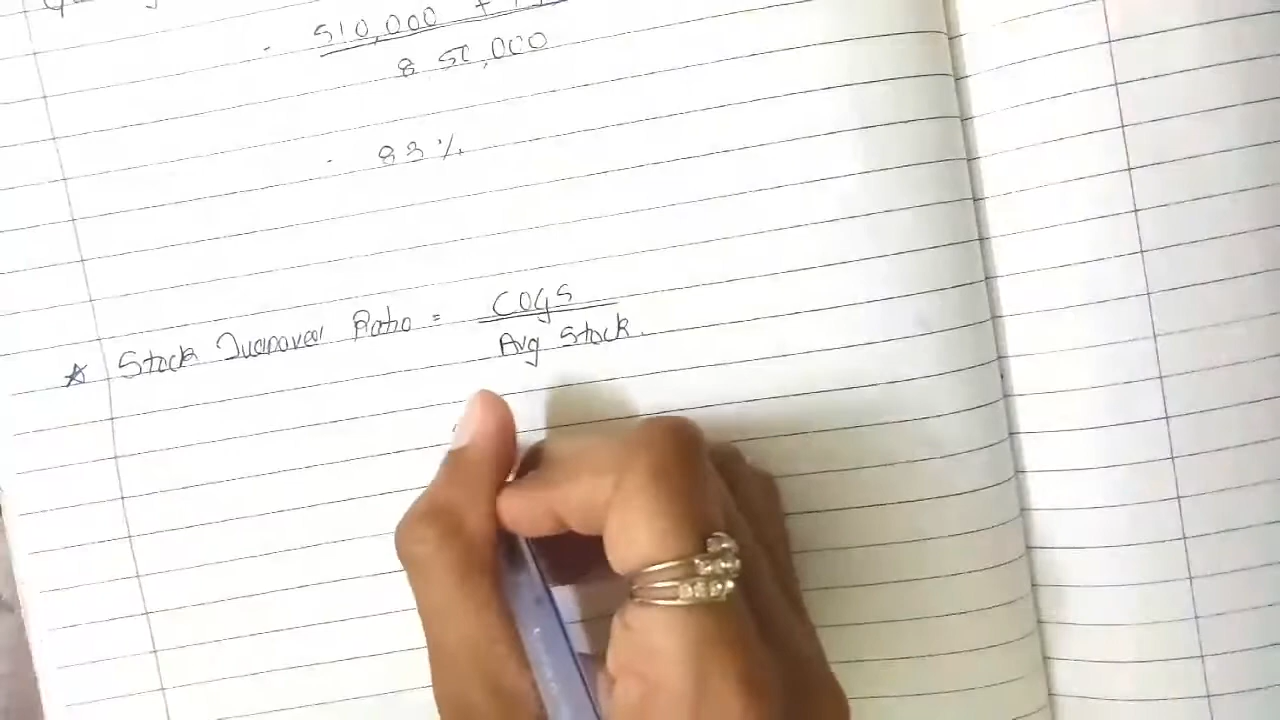 - 510,000 +
8 50,000
- 83 %
☆ Stock Turnover Ratio = COGS
Avg Stock.